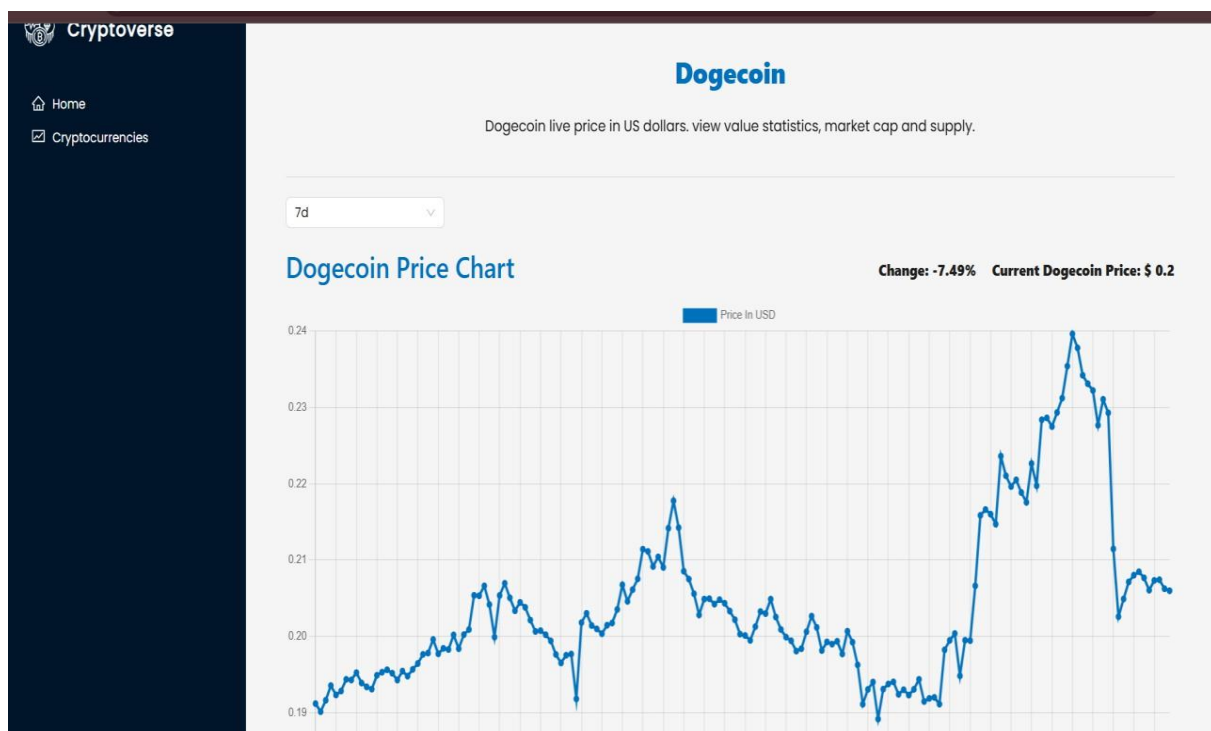 Cryptoverse
Home
Cryptocurrencies
Dogecoin
Dogecoin live price in US dollars. view value statistics, market cap and supply.
7d
Dogecoin Price Chart
Change: -7.49% Current Dogecoin Price: $ 0.2
Price In USD
0.24
0.23
0.22
0.21
0.20
0.19